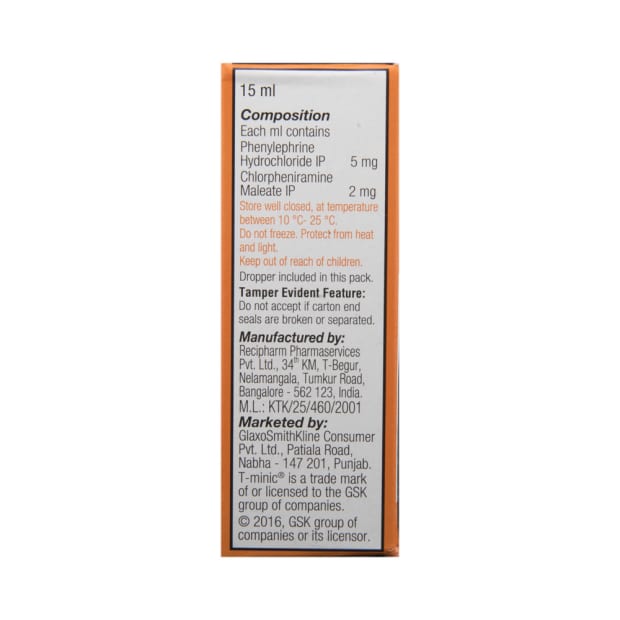 15 ml
Composition
Each ml contains
Phenylephrine
Hydrochloride IP 5 mg
Chlorpheniramine
Maleate IP 2 mg
Store well closed, at temperature
between 10 °C- 25 °C.
Do not freeze. Protect from heat
and light.
Keep out of reach of children.
Dropper included in this pack.
Tamper Evident Feature:
Do not accept if carton end
seals are broken or separated.
Manufactured by:
Recipharm Pharmaservices
Pvt. Ltd., 34th KM, T-Begur,
Nelamangala, Tumkur Road,
Bangalore - 562 123, India.
M.L.: KTK/25/460/2001
Marketed by:
GlaxoSmithKline Consumer
Pvt. Ltd., Patiala Road,
Nabha - 147 201, Punjab.
T-minic® is a trade mark
of or licensed to the GSK
group of companies.
© 2016, GSK group of
companies or its licensor.